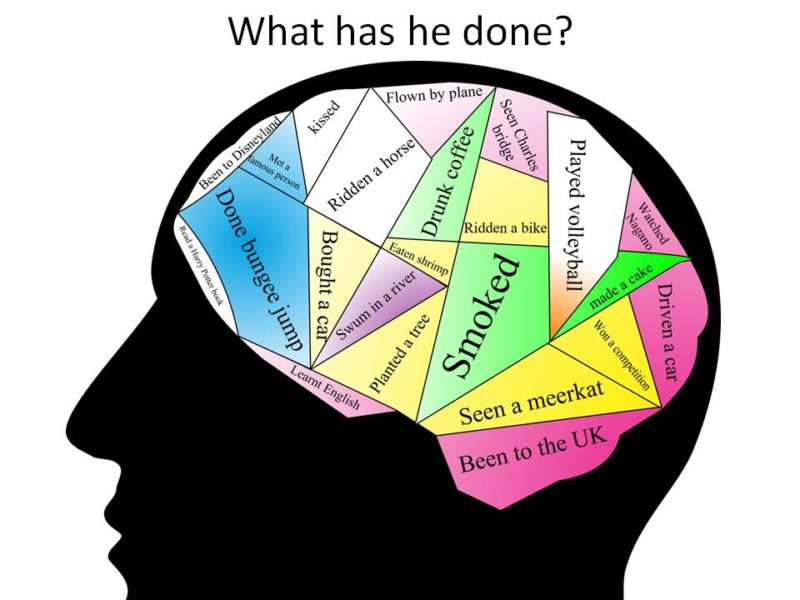 What has he done?
Flown by plane
kissed
Seen Charles
bridge
Been to Disneyland
Met a
famous person
Ridden a horse
Drunk coffee
Played volleyball
Watched
Nagano
Ridden a bike
Done bungee jump
Read a Harry Potter book
Bought a car
Eaten shrimp
Swum in a river
Smoked
made a cake
Driven a car
Won a competition
Planted a tree
Learnt English
Seen a meerkat
Been to the UK